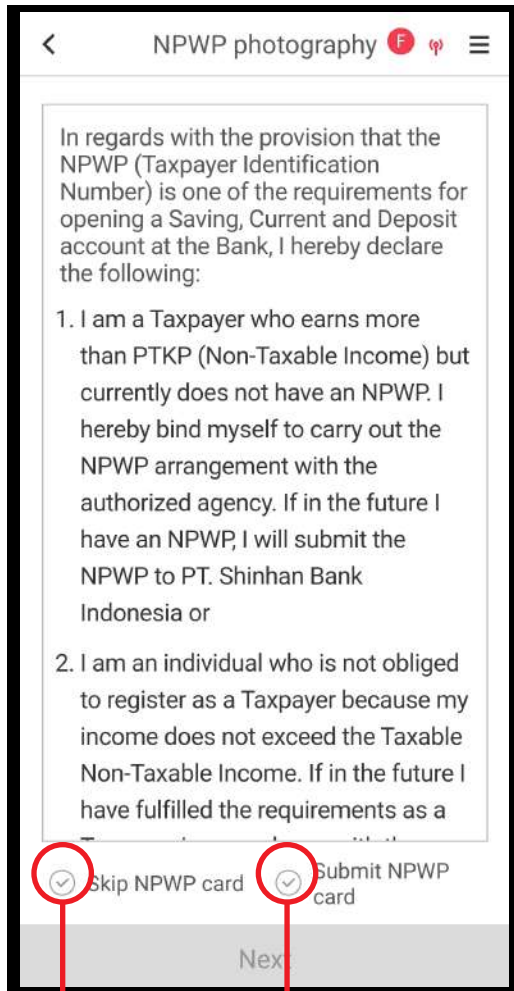 NPWP photography F
In regards with the provision that the
NPWP (Taxpayer Identification
Number) is one of the requirements for
opening a Saving, Current and Deposit
account at the Bank, I hereby declare
the following:
1. I am a Taxpayer who earns more
than PTKP (Non-Taxable Income) but
currently does not have an NPWP. I
hereby bind myself to carry out the
NPWP arrangement with the
authorized agency. If in the future I
have an NPWP, I will submit the
NPWP to PT. Shinhan Bank
Indonesia or
2. I am an individual who is not obliged
to register as a Taxpayer because my
income does not exceed the Taxable
Non-Taxable Income. If in the future I
have fulfilled the requirements as a
Skip NPWP card
Submit NPWP
card
Next